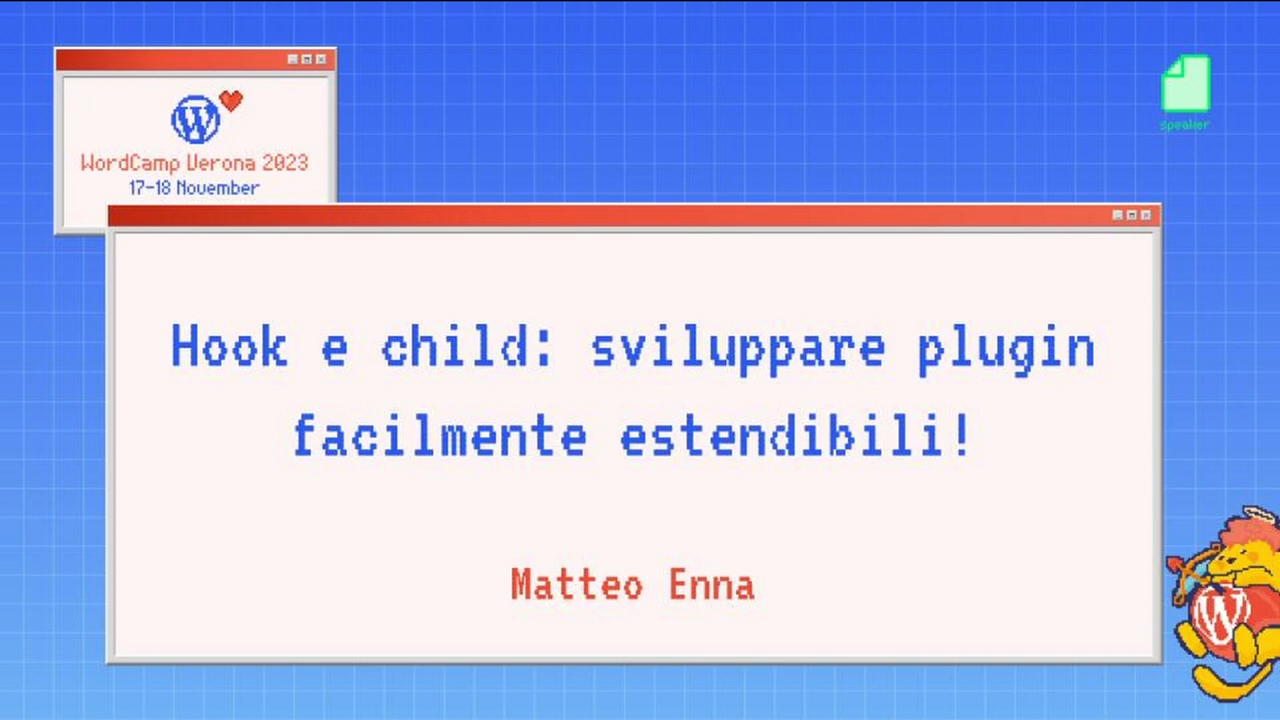 WordCamp Verona 2023
17-18 November
speaker
Hook e child: sviluppare plugin
facilmente estendibili!
Matteo Enna